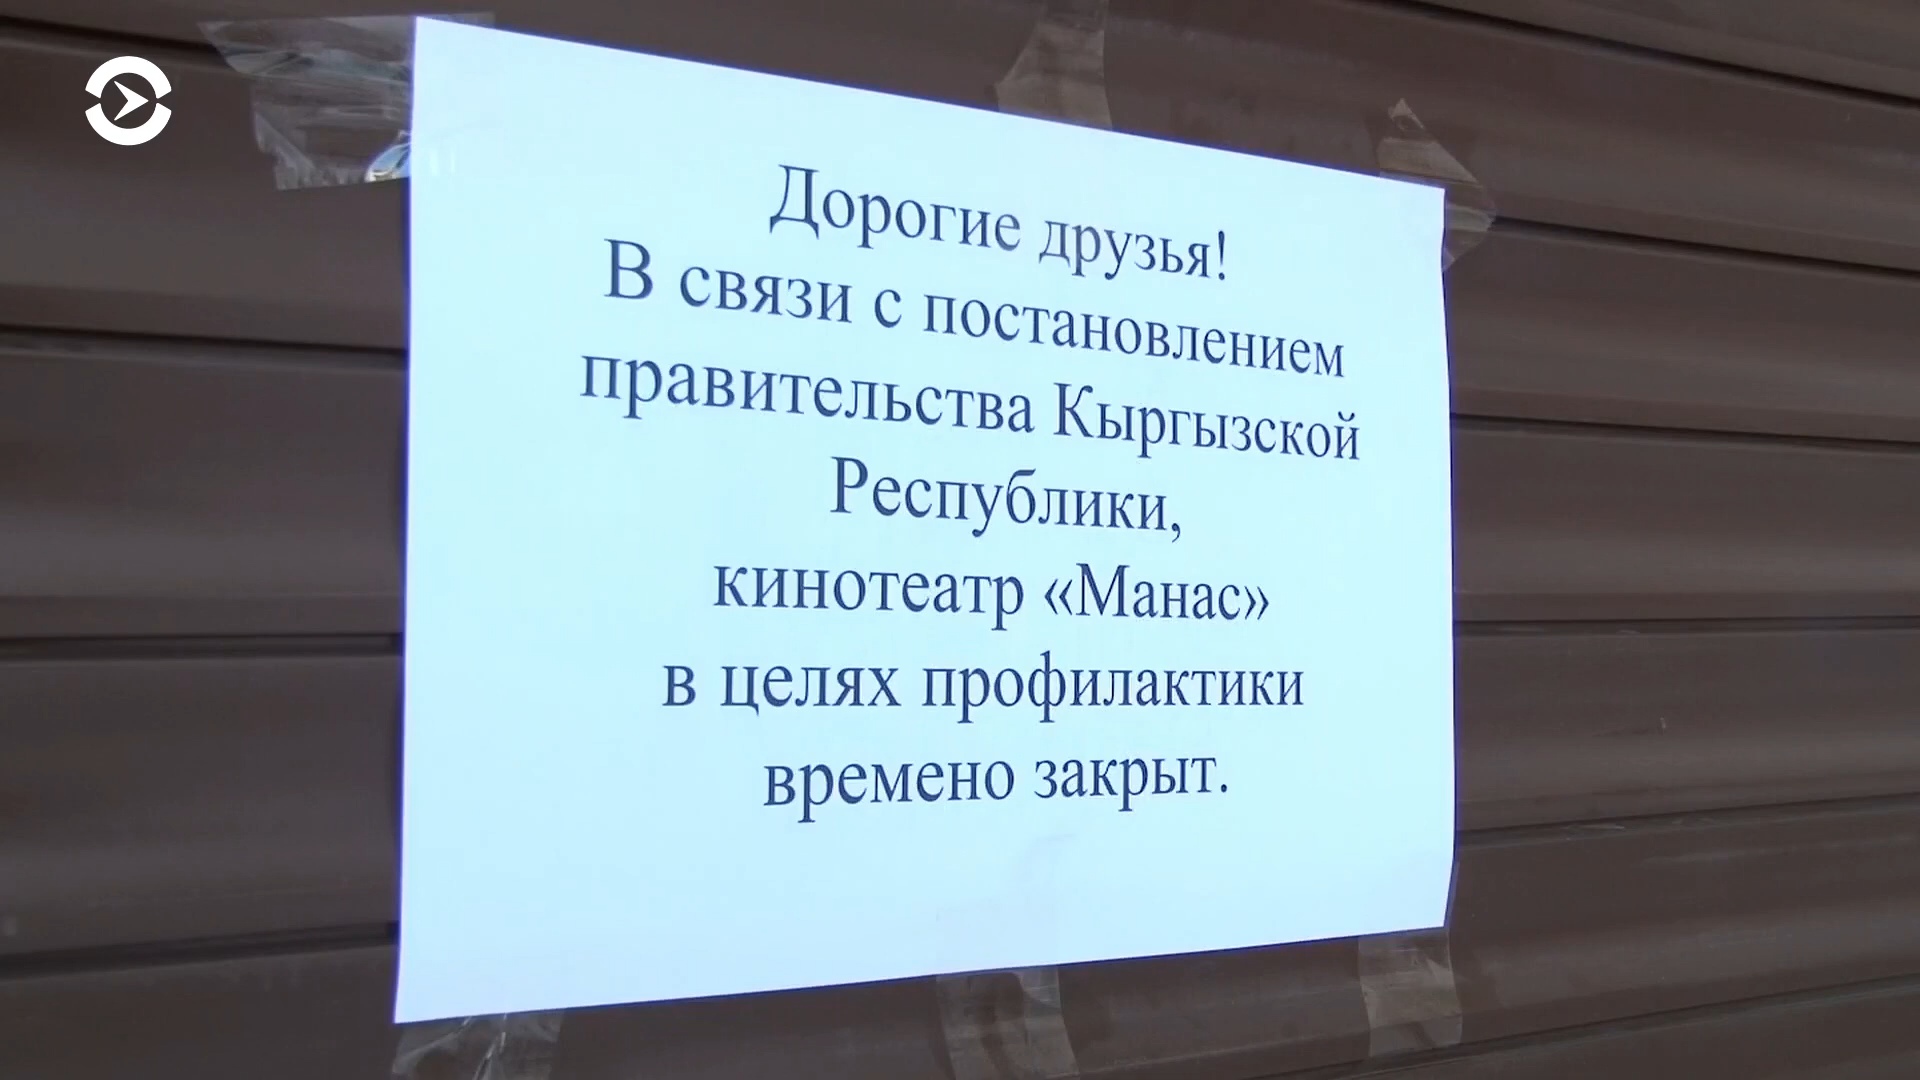 Дорогие друзья!
В связи с постановлением
правительства Кыргызской
Республики,
кинотеатр «Манас»
в целях профилактики
времено закрыт.